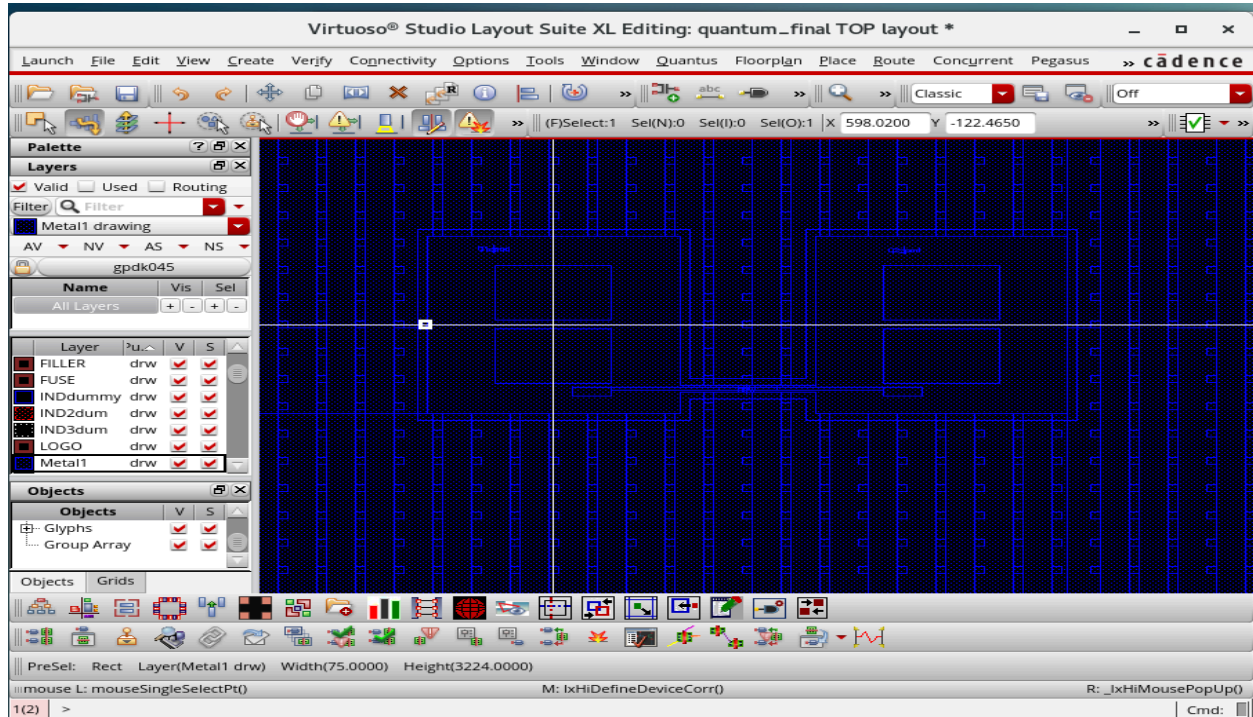 Virtuoso® Studio Layout Suite XL Editing: quantum_final TOP layout *
Launch File Edit View Create Verify Connectivity Options Tools Window Quantus Floorplan Place Route Concurrent Pegasus » cādence
» abc » » Classic Off
» (F)Select:1 Sel(N):0 Sel(I):0 Sel(O):1 X 598.0200 Y -122.4650 » »
Palette
Layers
Valid Used Routing
Filter Filter
Metal1 drawing
AV NV AS NS
gpdk045
Name Vis Sel
All Layers + - + -
Layer V S
FILLER drw
FUSE drw
INDdummy drw
IND2dum drw
IND3dum drw
LOGO drw
Metal1 drw
Objects
Objects V S
Glyphs
Group Array
Objects Grids
PreSel: Rect Layer(Metal1 drw) Width(75.0000) Height(3224.0000)
mouse L: mouseSingleSelectPt() M: lxHiDefineDeviceCorr() R: _lxHiMousePopUp()
1(2) > Cmd: